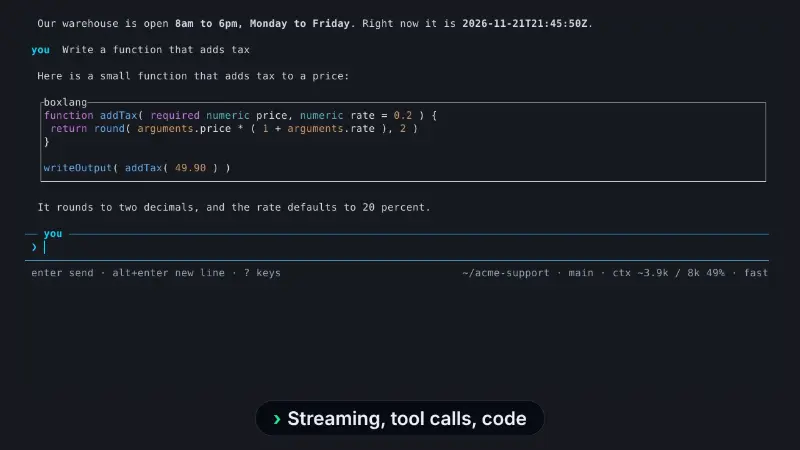 Our warehouse is open 8am to 6pm, Monday to Friday. Right now it is 2026-11-21T21:45:50Z.
you Write a function that adds tax
Here is a small function that adds tax to a price:
boxlang
function addTax( required numeric price, numeric rate = 0.2 ) {
return round( arguments.price * ( 1 + arguments.rate ), 2 )
}
writeOutput( addTax( 49.90 ) )
It rounds to two decimals, and the rate defaults to 20 percent.
you
❯
enter send · alt+enter new line · ? keys
~/acme-support · main · ctx ~3.9k / 8k 49% · fast
› Streaming, tool calls, code